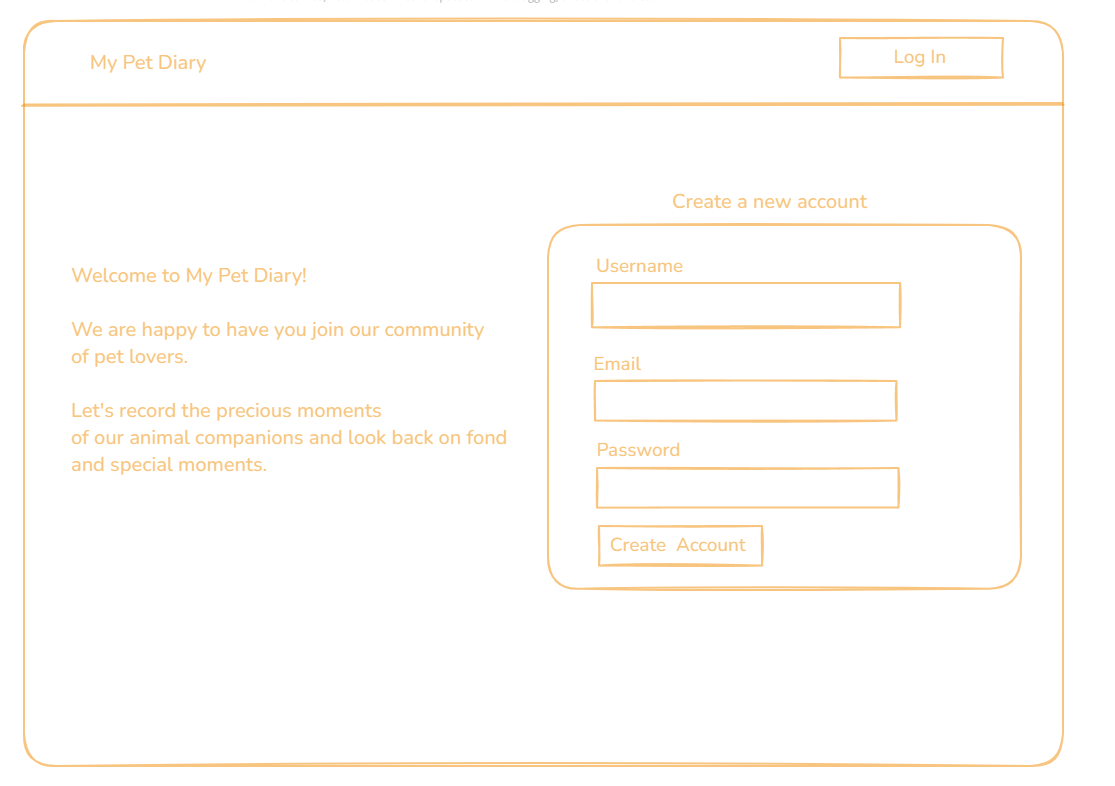 My Pet Diary
Log In
Welcome to My Pet Diary!
We are happy to have you join our community
of pet lovers.
Let's record the precious moments
of our animal companions and look back on fond
and special moments.
Create a new account
Username
Email
Password
Create  Account